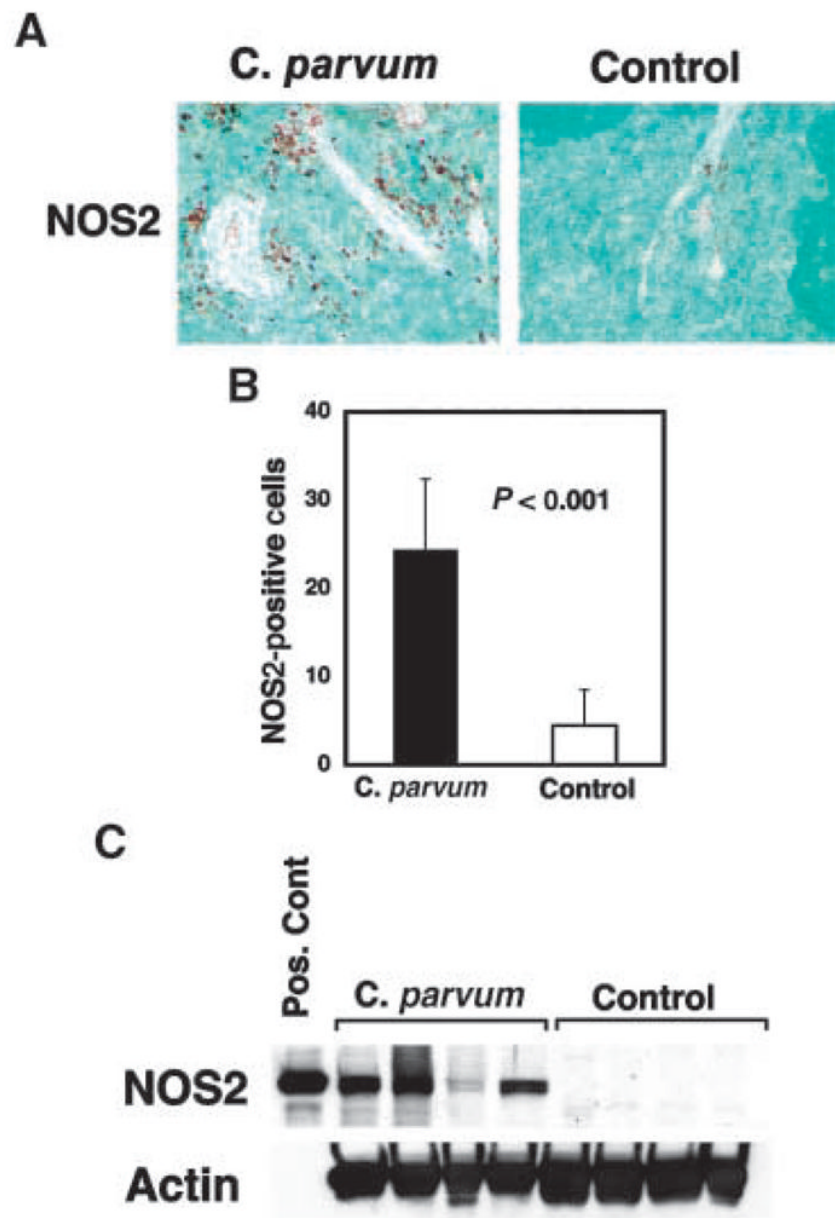 A
C. parvum Control
NOS2
B
40
30
20
10
0
NOS2-positive cells
P < 0.001
C. parvum Control
C
Pos. Cont
C. parvum Control
NOS2
Actin